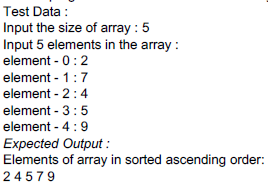 Test Data :
Input the size of array : 5
Input 5 elements in the array :
element - 0 : 2
element - 1 : 7
element - 2 : 4
element - 3 : 5
element - 4 : 9
Expected Output :
Elements of array in sorted ascending order:
2 4 5 7 9